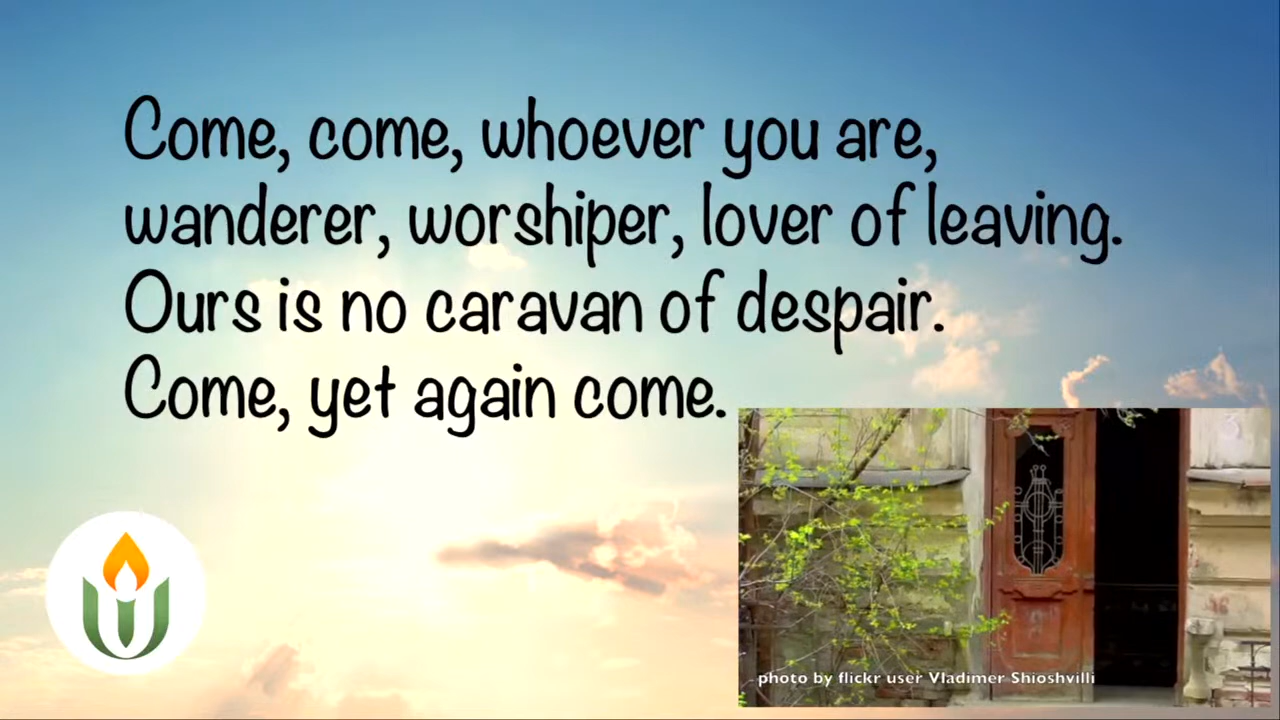 Come, come, whoever you are,
wanderer, worshiper, lover of leaving.
Ours is no caravan of despair.
Come, yet again come.
photo by flickr user Vladimer Shioshvilli